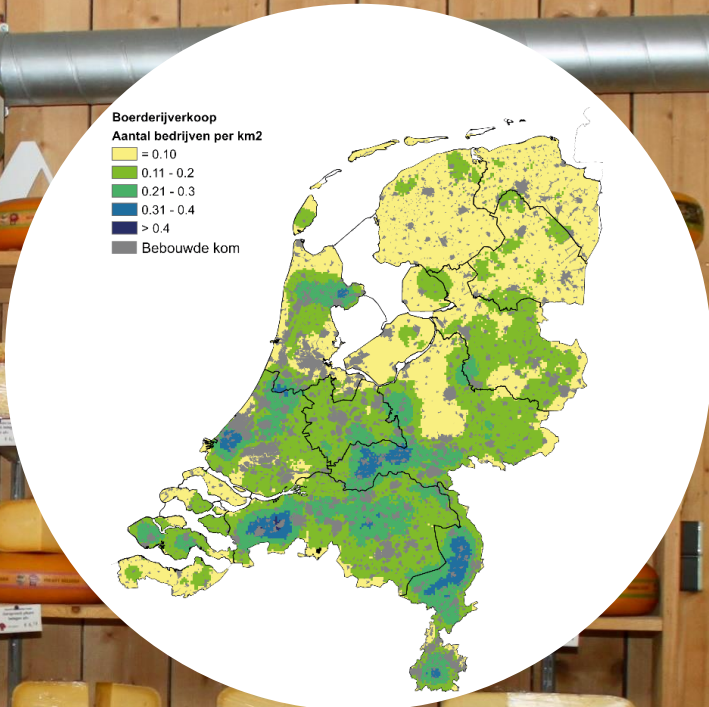 Boerderijverkoop
Aantal bedrijven per km2
= 0.10
0.11 - 0.2
0.21 - 0.3
0.31 - 0.4
> 0.4
Bebouwde kom